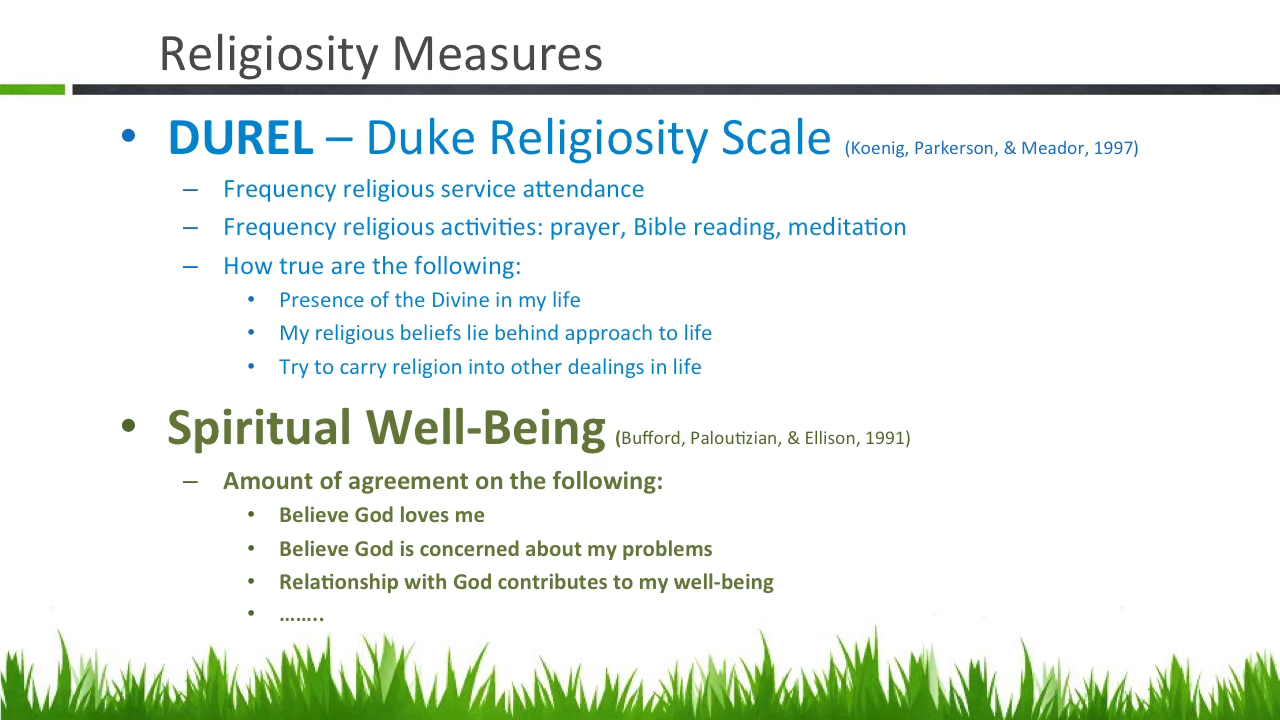 Religiosity Measures
• DUREL – Duke Religiosity Scale (Koenig, Parkerson, & Meador, 1997)
– Frequency religious service attendance
– Frequency religious activities: prayer, Bible reading, meditation
– How true are the following:
• Presence of the Divine in my life
• My religious beliefs lie behind approach to life
• Try to carry religion into other dealings in life
• Spiritual Well-Being (Bufford, Paloutizian, & Ellison, 1991)
– Amount of agreement on the following:
• Believe God loves me
• Believe God is concerned about my problems
• Relationship with God contributes to my well-being
• ……..